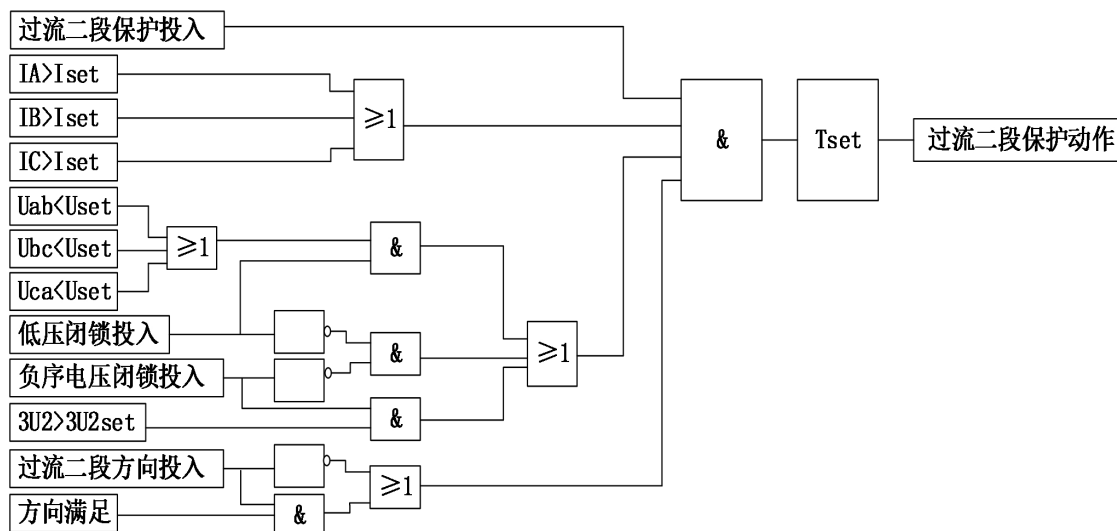 过流二段保护投入
IA>Iset
IB>Iset
IC>Iset
≥1
&
Tset
过流二段保护动作
Uab<Uset
Ubc<Uset
Uca<Uset
≥1
&
低压闭锁投入
负序电压闭锁投入
&
≥1
3U2>3U2set
&
过流二段方向投入
≥1
方向满足
&